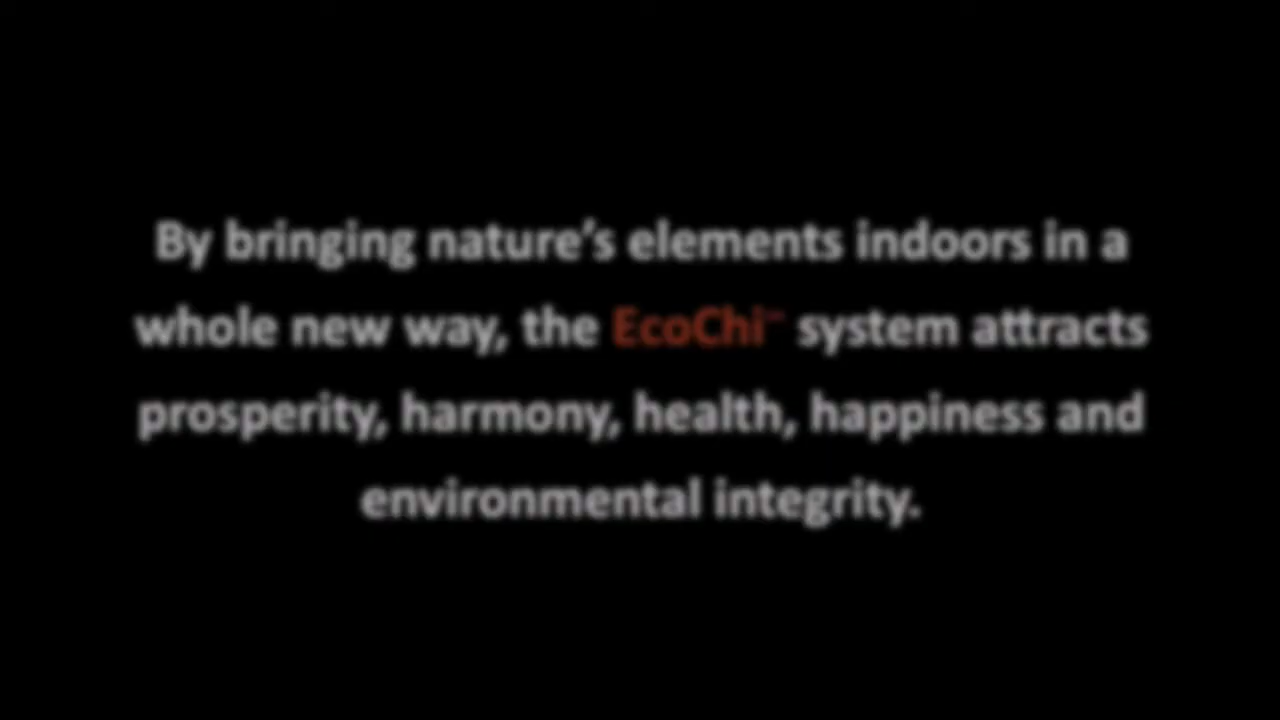 By bringing nature’s elements indoors in a
whole new way, the EcoChi™ system attracts
prosperity, harmony, health, happiness and
environmental integrity.